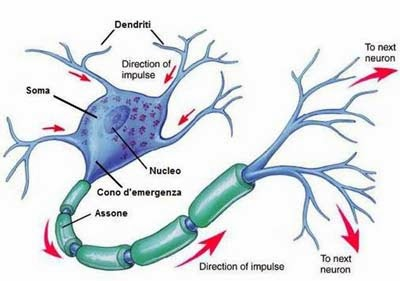 Dendriti
To next
neuron
Direction of
impulse
Soma
Nucleo
Cono d'emergenza
Assone
Direction of impulse
To next
neuron